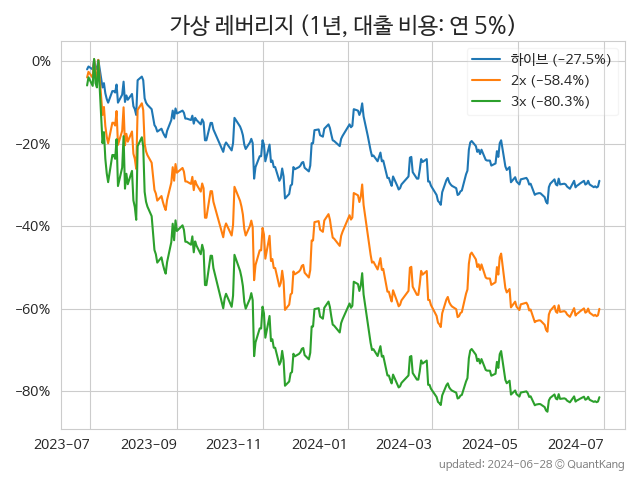 가상 레버리지 (1년, 대출 비용: 연 5%)
하이브 (−27.5%)
2x (−58.4%)
3x (−80.3%)
0%
−20%
−40%
−60%
−80%
2023−07 2023−09 2023−11 2024−01 2024−03 2024−05 2024−07
updated: 2024−06−28 © QuantKang